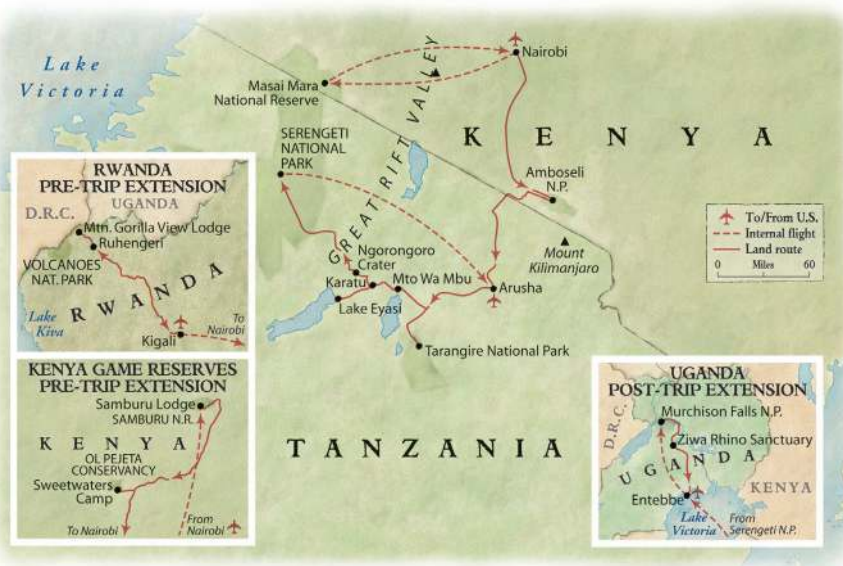 Lake
Victoria
Nairobi
Masai Mara
National Reserve
GREAT RIFT VALLEY
KENYA
SERENGETI
NATIONAL
PARK
Amboseli
N.P.
To/From U.S.
Internal flight
Land route
0 Miles 60
Mount
Kilimanjaro
Ngorongoro
Crater
Karatu
Mto Wa Mbu
Arusha
Lake Eyasi
Tarangire National Park
TANZANIA
RWANDA
PRE-TRIP EXTENSION
UGANDA
D.R.C.
Mtn. Gorilla View Lodge
Ruhengeri
VOLCANOES
NAT. PARK
RWANDA
Lake
Kiva
Kigali
To
Nairobi
KENYA GAME RESERVES
PRE-TRIP EXTENSION
Samburu Lodge
SAMBURU N.R.
KENYA
OL PEJETA
CONSERVANCY
Sweetwaters
Camp
To Nairobi
From
Nairobi
UGANDA
POST-TRIP EXTENSION
D.R.C.
Murchison Falls N.P.
Ziwa Rhino Sanctuary
UGANDA
KENYA
Entebbe
Lake
Victoria
From
Serengeti N.P.